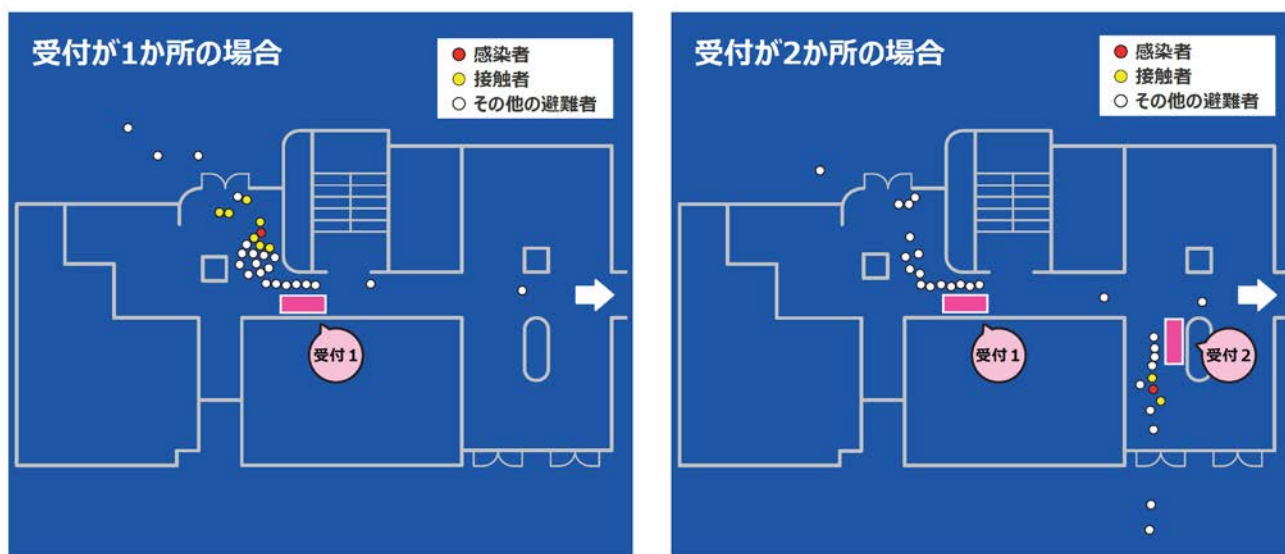 受付が1か所の場合
感染者
接触者
その他の避難者
受付1
受付が2か所の場合
感染者
接触者
その他の避難者
受付1
受付2